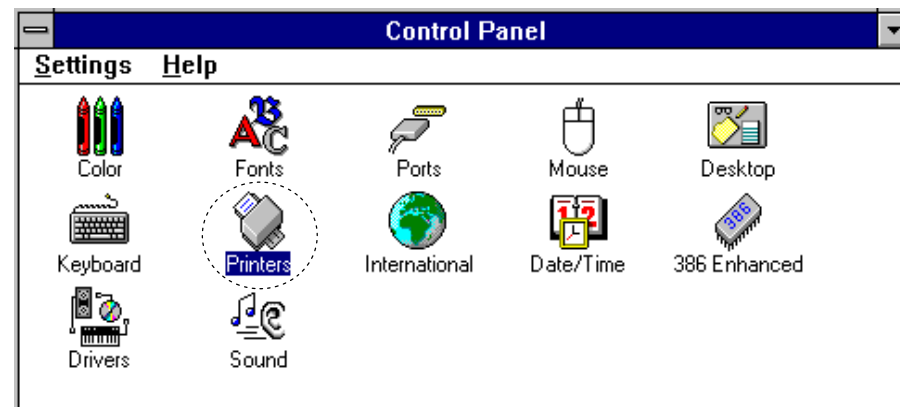 Control Panel
Settings Help
Color Fonts Ports Mouse Desktop
Keyboard Printers International Date/Time 386 Enhanced
Drivers Sound